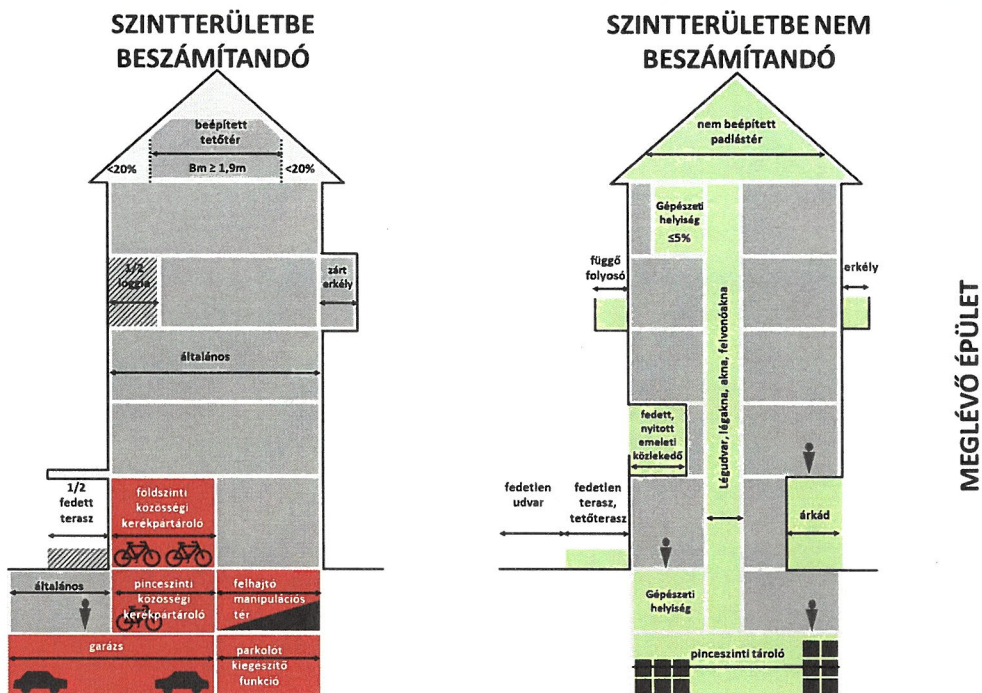 SZINTTERÜLETBE
BESZÁMÍTANDÓ
beépített
tetőtér
<20%
Bm ≥ 1,9m
<20%
1/2
loggia
zárt
erkély
általános
1/2
fedett
terasz
földszinti
közösségi
kerékpártároló
általános
pinceszinti
közösségi
kerékpártároló
felhajtó
manipulációs
tér
garázs
parkolót
kiegészítő
funkció
SZINTTERÜLETBE NEM
BESZÁMÍTANDÓ
nem beépített
padlástér
Gépészeti
helyiség
≤5%
függő
folyosó
erkély
Légudvar, légakna, akna, felvonóakna
fedett,
nyitott
emeleti
közlekedő
fedetlen
udvar
fedetlen
terasz,
tetőterasz
árkád
Gépészeti
helyiség
pinceszinti tároló
MEGLÉVŐ ÉPÜLET